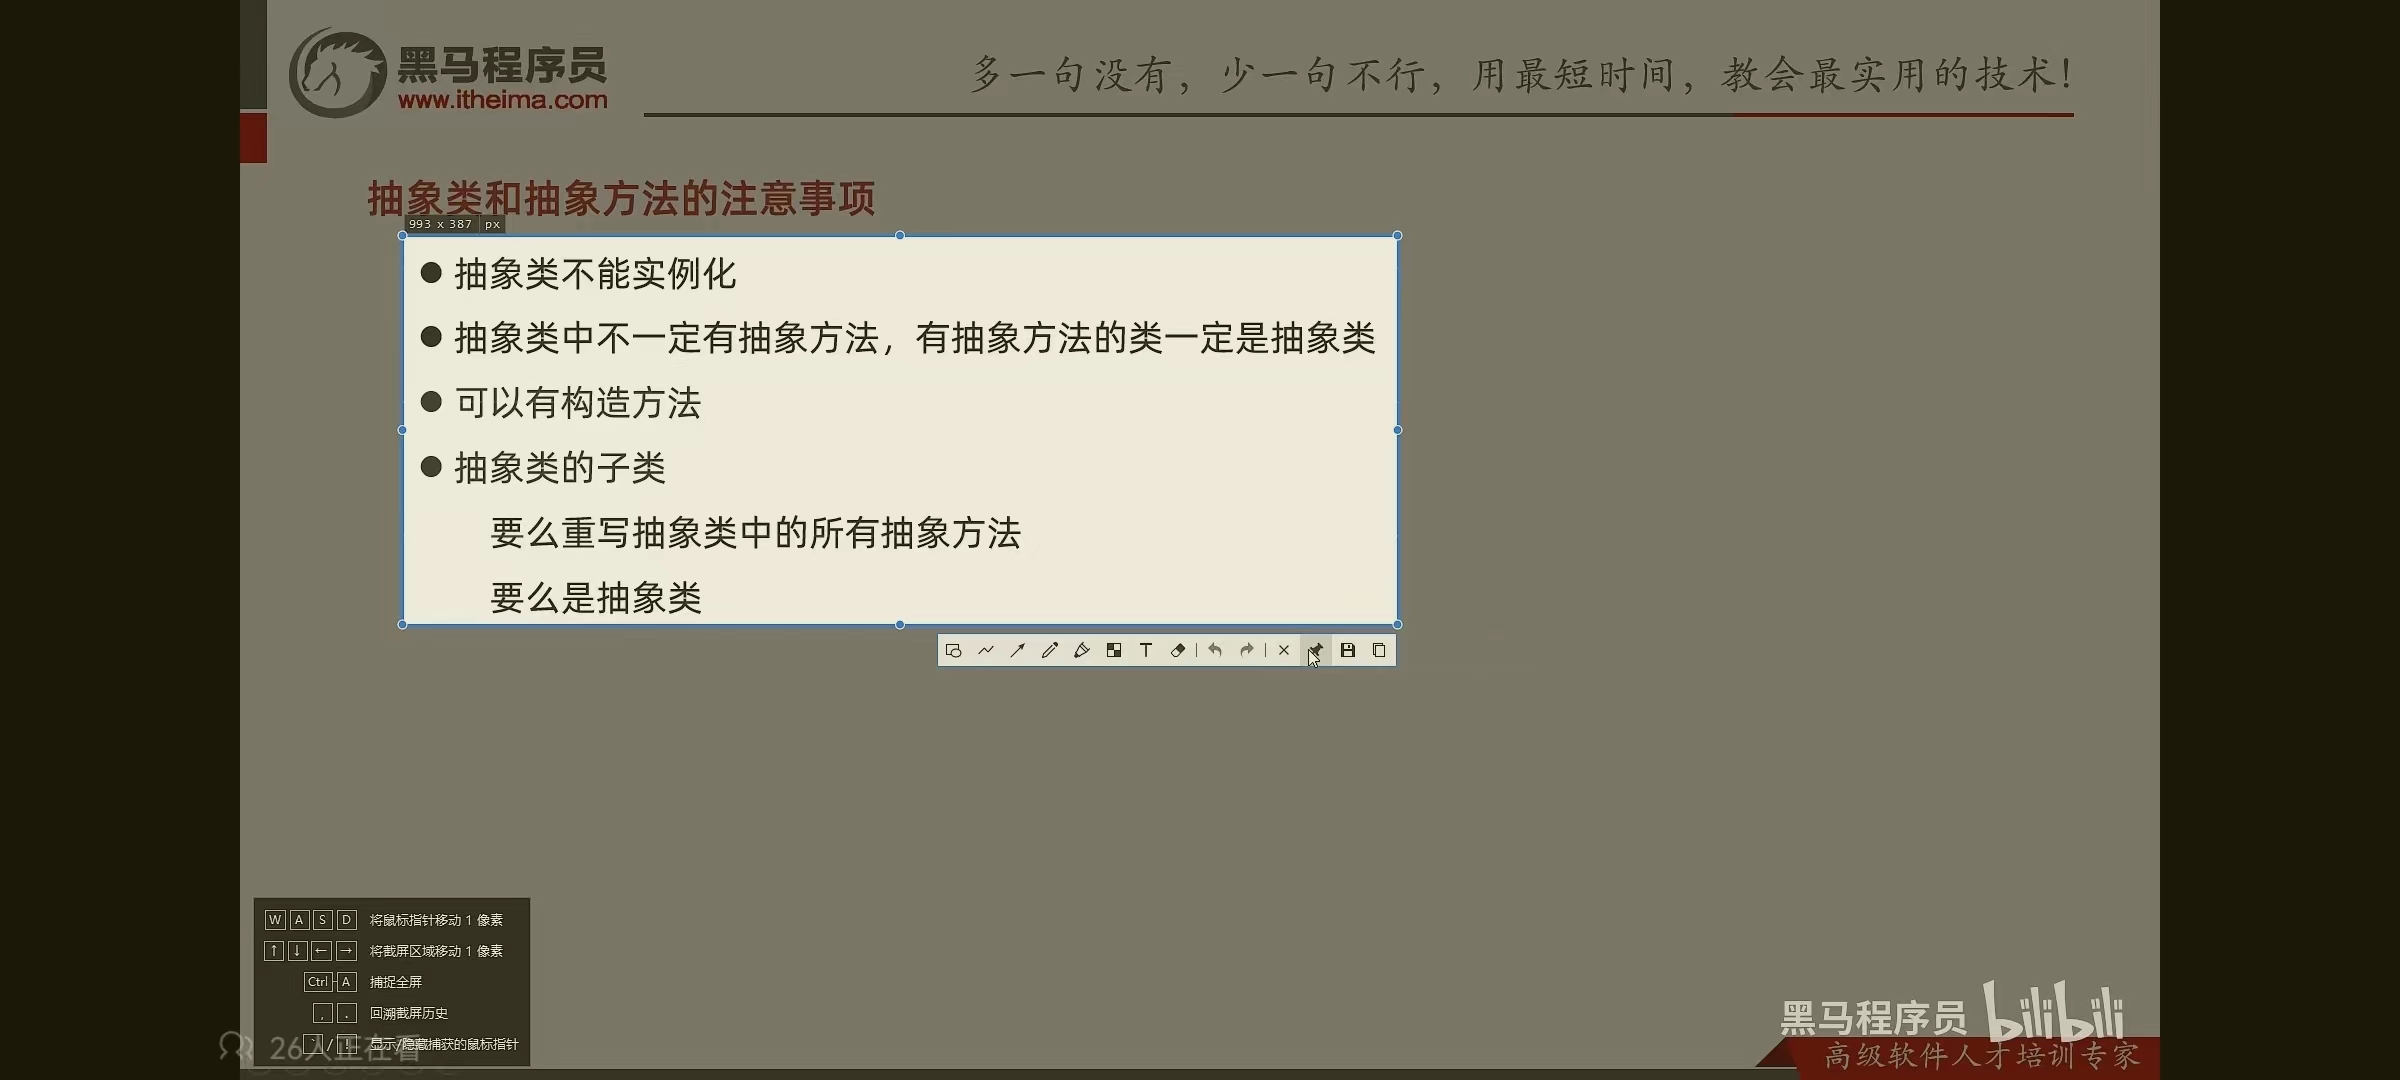 黑马程序员
www.itheima.com
多一句没有，少一句不行，用最短时间，教会最实用的技术！
抽象类和抽象方法的注意事项
993 x 387 px
抽象类不能实例化
抽象类中不一定有抽象方法，有抽象方法的类一定是抽象类
可以有构造方法
抽象类的子类
要么重写抽象类中的所有抽象方法
要么是抽象类
W A S D 将鼠标指针移动 1 像素
↑ ↓ ← → 将截屏区域移动 1 像素
Ctrl A 捕捉全屏
, . 回溯截屏历史
` / ! 显示/隐藏捕获的鼠标指针
26人正在看
黑马程序员 bilibili
高级软件人才培训专家